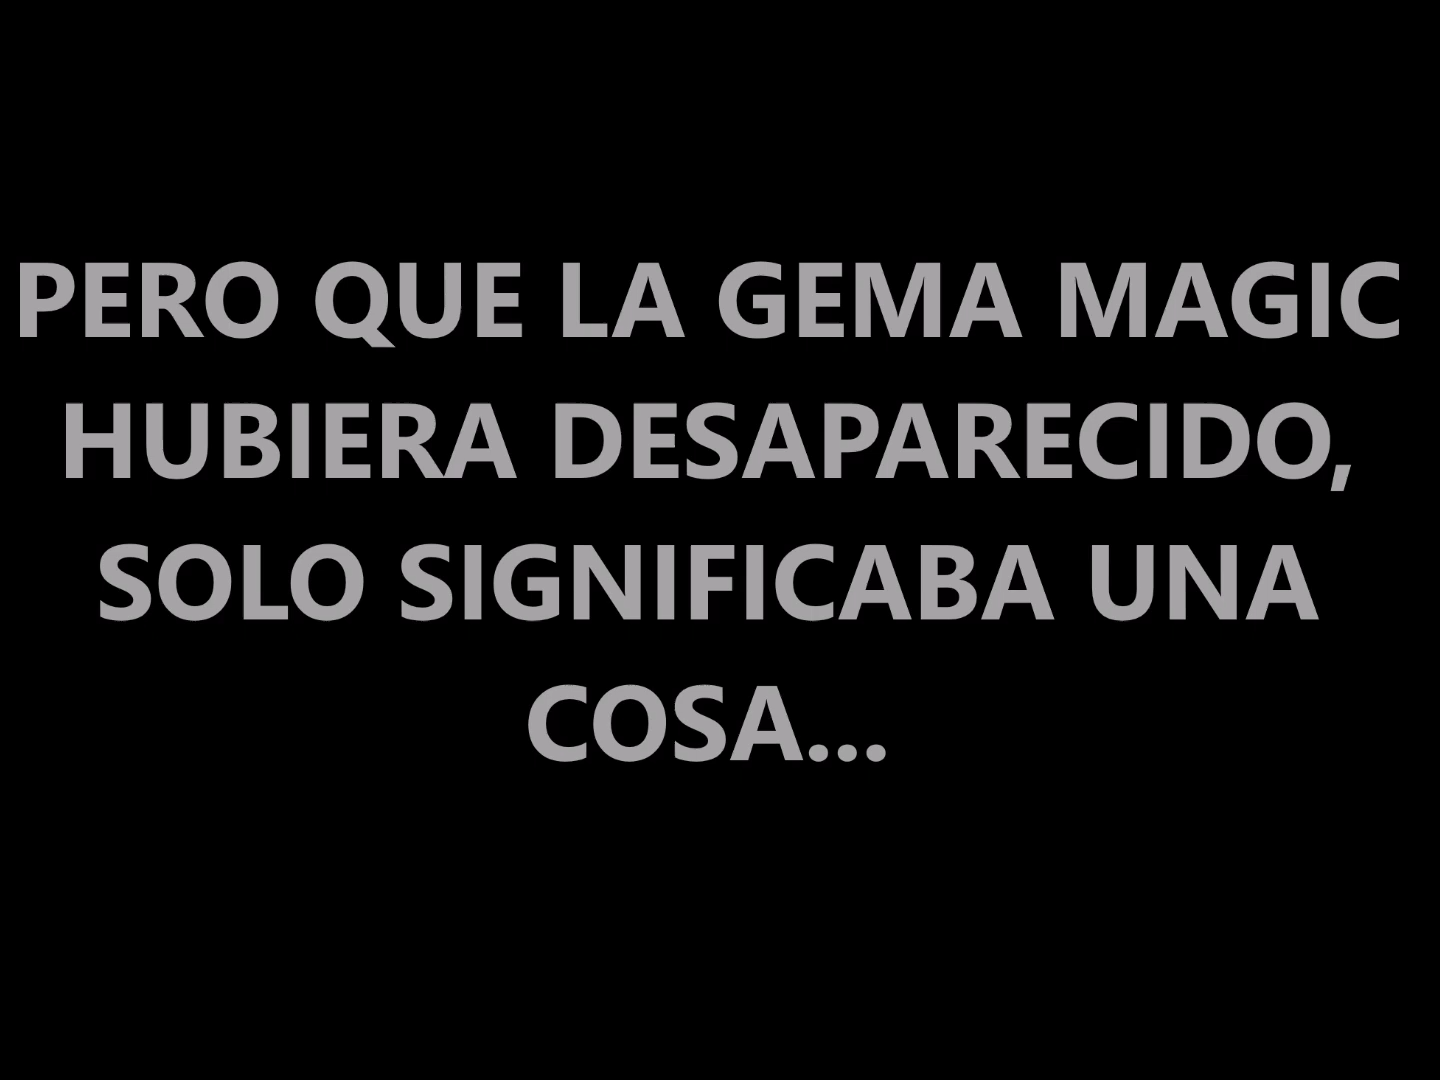 PERO QUE LA GEMA MAGIC
HUBIERA DESAPARECIDO,
SOLO SIGNIFICABA UNA
COSA...